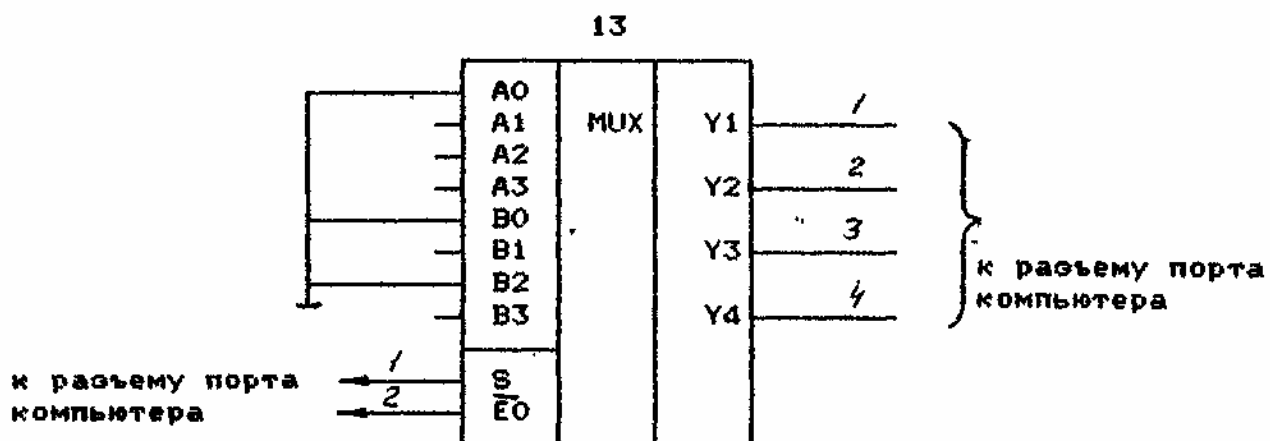 13
A0
A1 MUX Y1 1
A2
A3 Y2 2
B0
B1 Y3 3
B2
B3 Y4 4
к разъему порта
компьютера
1 S
2 E̅0̅
к разъему порта
компьютера